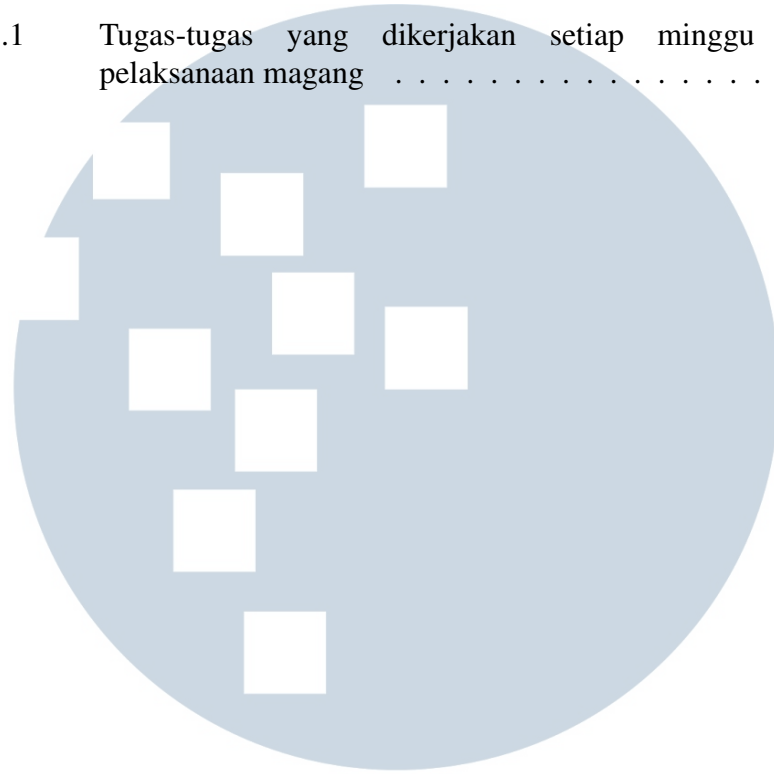 .1 Tugas-tugas yang dikerjakan setiap minggu
pelaksanaan magang . . . . . . . . . . . . . . . . .